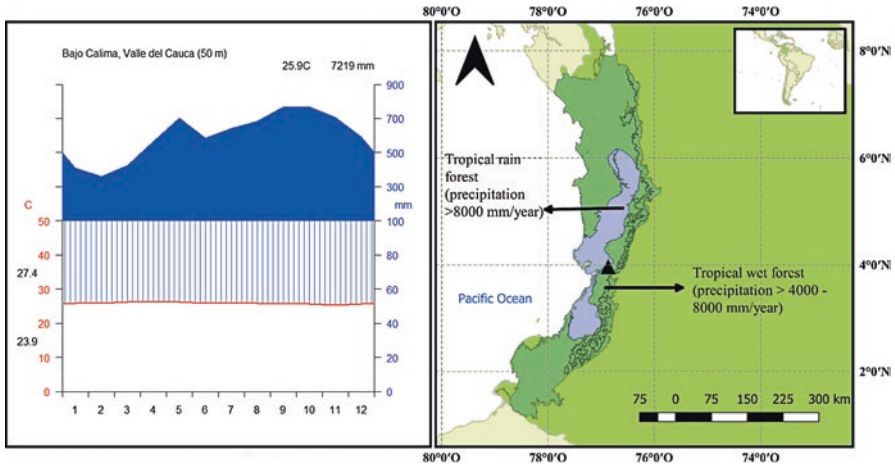 Bajo Calima, Valle del Cauca (50 m)
25.9C 7219 mm
900
700
500
300
C
mm
50
100
40
80
27.4
30
60
20
40
23.9
10
20
0
0
1 2 3 4 5 6 7 8 9 10 11 12
80°0'O 78°0'O 76°0'O 74°0'O
8°0'N
6°0'N
4°0'N
2°0'N
Tropical rain
forest
(precipitation
>8000 mm/year)
Pacific Ocean
Tropical wet forest
(precipitation > 4000 -
8000 mm/year)
75 0 75 150 225 300 km
80°0'O 78°0'O 76°0'O 74°0'O